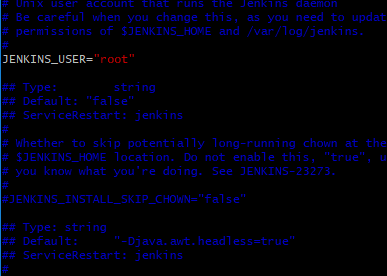 # Unix user account that runs the Jenkins daemon
# Be careful when you change this, as you need to updat
# permissions of $JENKINS_HOME and /var/log/jenkins.
#
JENKINS_USER="root"
## Type: string
## Default: "false"
## ServiceRestart: jenkins
#
# Whether to skip potentially long-running chown at the
# $JENKINS_HOME location. Do not enable this, "true", u
# you know what you're doing. See JENKINS-23273.
#
#JENKINS_INSTALL_SKIP_CHOWN="false"
## Type: string
## Default: "-Djava.awt.headless=true"
## ServiceRestart: jenkins
#